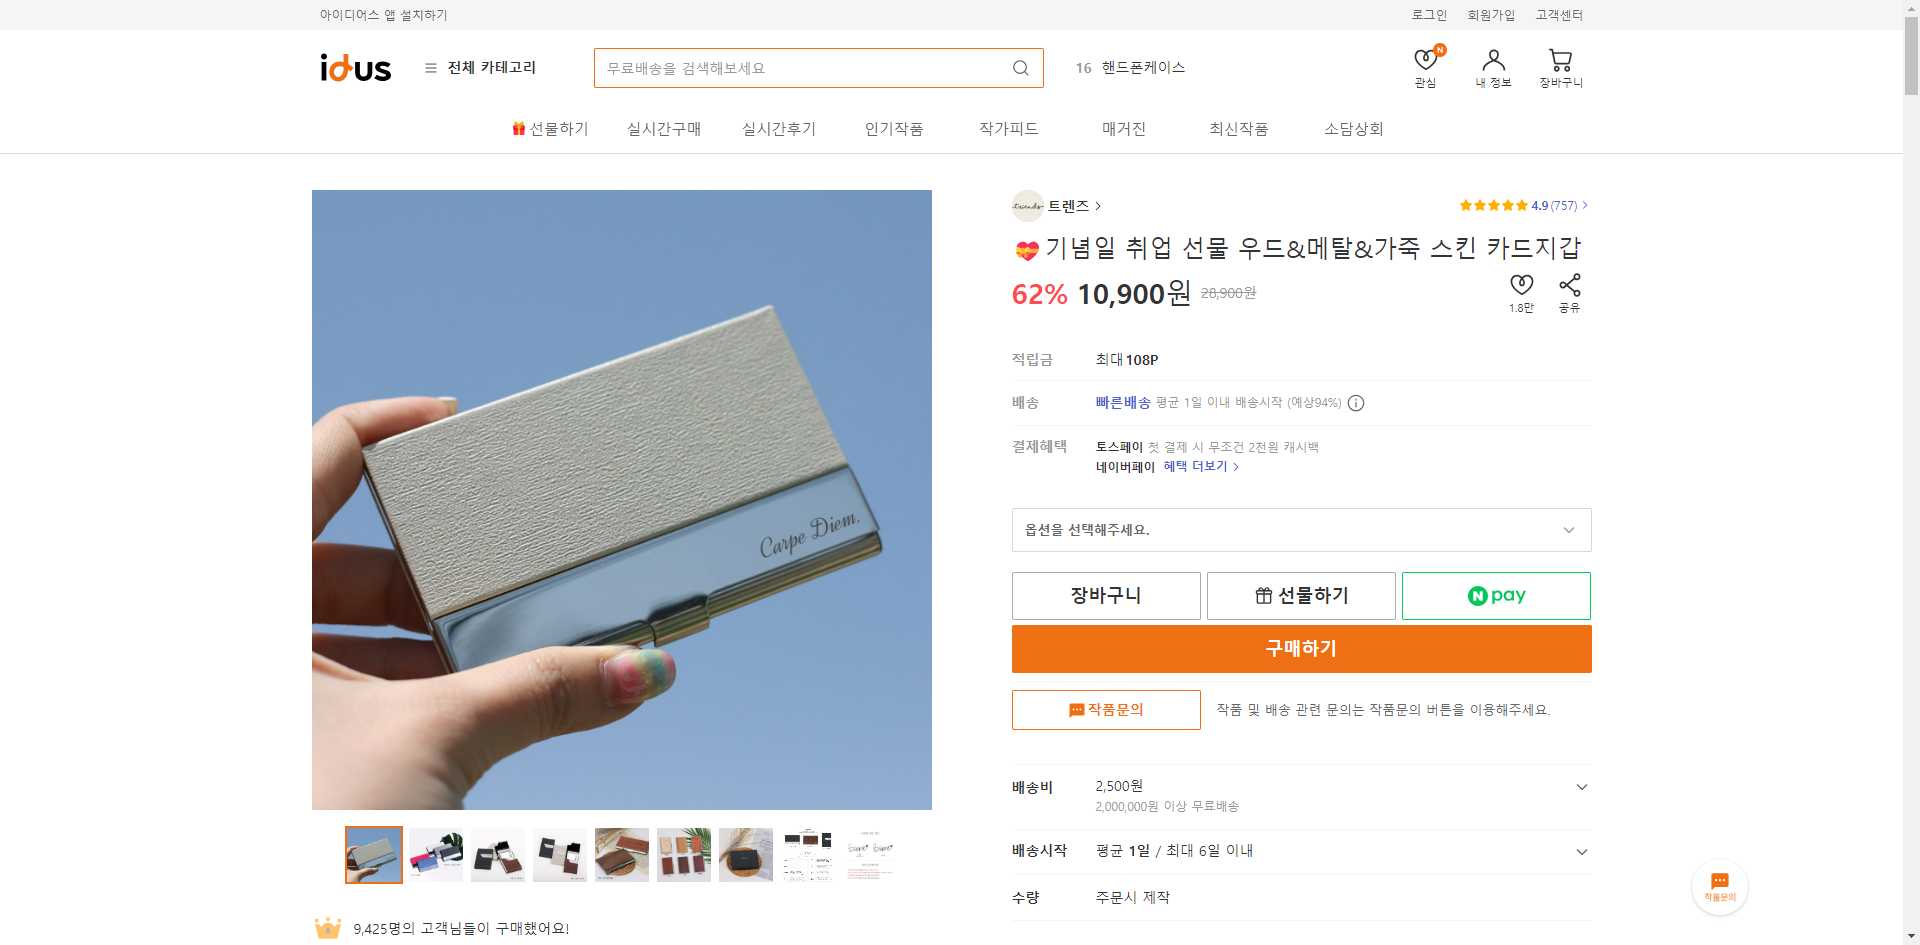 아이디어스 앱 설치하기
로그인 회원가입 고객센터
idus
전체 카테고리
무료배송을 검색해보세요
16 핸드폰케이스
N
관심 내 정보 장바구니
선물하기 실시간구매 실시간후기 인기작품 작가피드 매거진 최신작품 소담상회
trends
트렌즈
4.9 (757)
기념일 취업 선물 우드&메탈&가죽 스킨 카드지갑
62% 10,900원 28,900원
1.8만 공유
적립금 최대 108P
배송 빠른배송 평균 1일 이내 배송시작 (예상94%)
결제혜택 토스페이 첫 결제 시 무조건 2천원 캐시백
네이버페이 혜택 더보기
Carpe Diem.
옵션을 선택해주세요.
장바구니 선물하기 N pay
구매하기
작품문의 작품 및 배송 관련 문의는 작품문의 버튼을 이용해주세요.
배송비 2,500원
2,000,000원 이상 무료배송
배송시작 평균 1일 / 최대 6일 이내
수량 주문시 제작
작품문의
9,425명의 고객님들이 구매했어요!